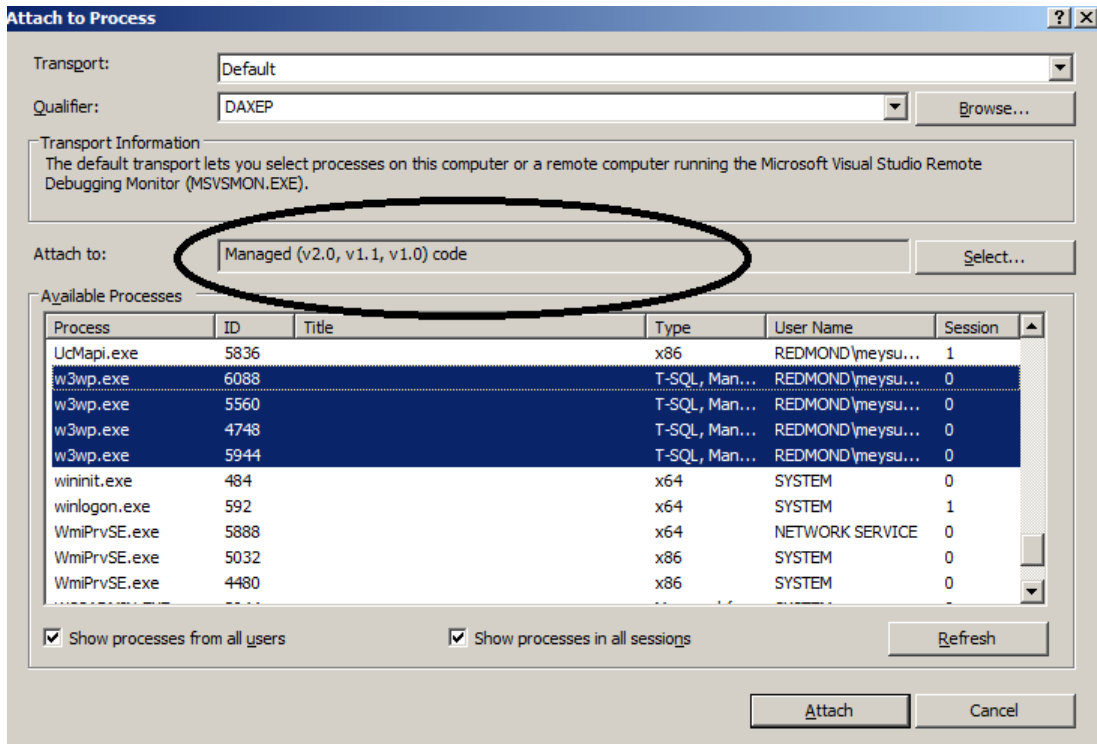 Attach to Process
Transport:
Default
Qualifier:
DAXEP
Browse...
Transport Information
The default transport lets you select processes on this computer or a remote computer running the Microsoft Visual Studio Remote
Debugging Monitor (MSVSMON.EXE).
Attach to:
Managed (v2.0, v1.1, v1.0) code
Select...
Available Processes
Process ID Title Type User Name Session
UcMapi.exe 5836 x86 REDMOND\meysu... 1
w3wp.exe 6088 T-SQL, Man... REDMOND\meysu... 0
w3wp.exe 5560 T-SQL, Man... REDMOND\meysu... 0
w3wp.exe 4748 T-SQL, Man... REDMOND\meysu... 0
w3wp.exe 5944 T-SQL, Man... REDMOND\meysu... 0
wininit.exe 484 x64 SYSTEM 0
winlogon.exe 592 x64 SYSTEM 1
WmiPrvSE.exe 5888 x64 NETWORK SERVICE 0
WmiPrvSE.exe 5032 x86 SYSTEM 0
WmiPrvSE.exe 4480 x86 SYSTEM 0
Show processes from all users
Show processes in all sessions
Refresh
Attach
Cancel